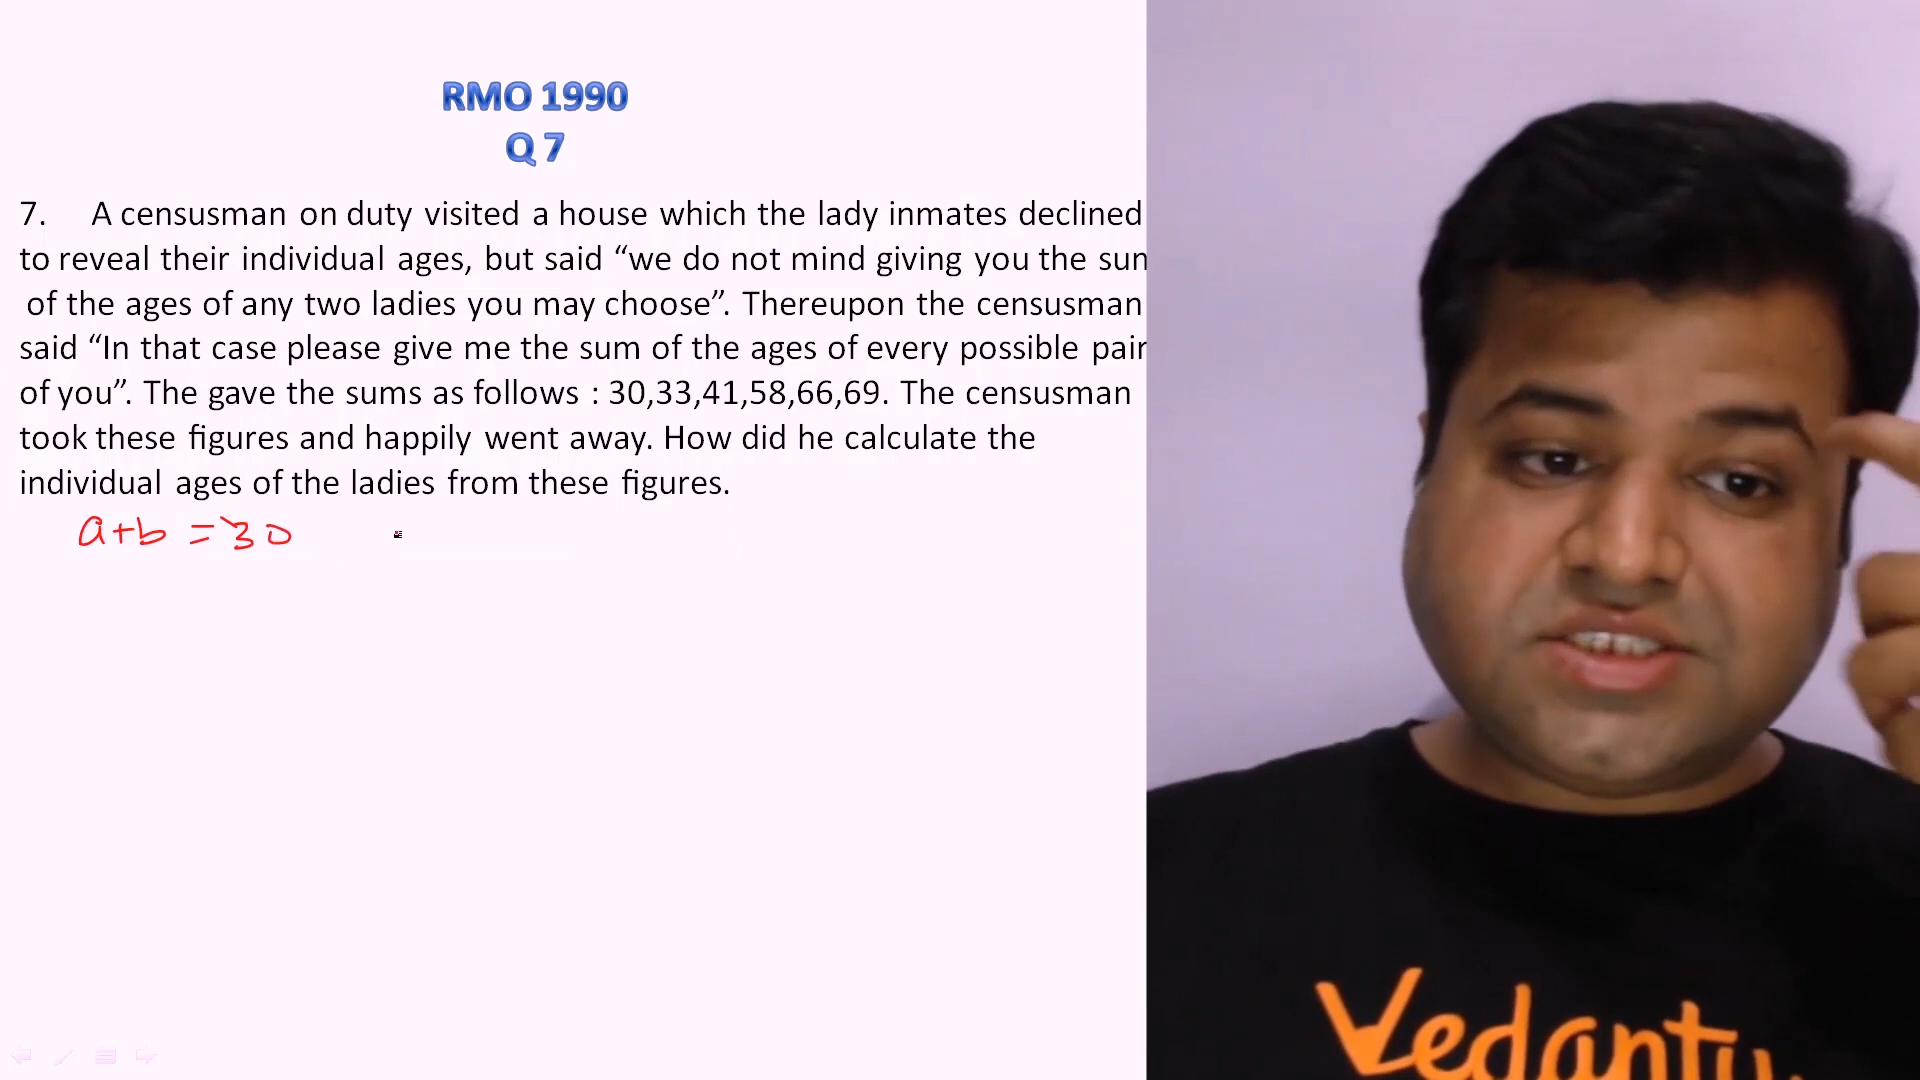 RMO 1990
Q 7
7. A censusman on duty visited a house which the lady inmates declined
to reveal their individual ages, but said “we do not mind giving you the sum
of the ages of any two ladies you may choose”. Thereupon the censusman
said “In that case please give me the sum of the ages of every possible pair
of you”. The gave the sums as follows : 30,33,41,58,66,69. The censusman
took these figures and happily went away. How did he calculate the
individual ages of the ladies from these figures.
a+b = 30
Vedantu